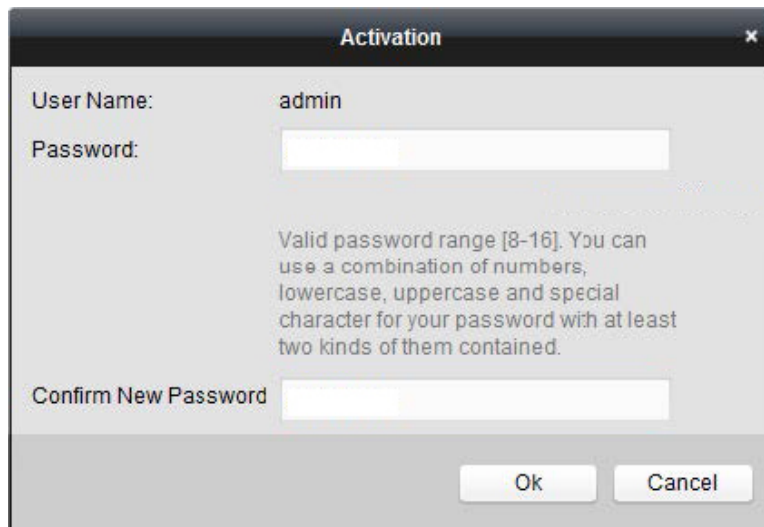 Activation ×
User Name: admin
Password:
Valid password range [8-16]. You can
use a combination of numbers,
lowercase, uppercase and special
character for your password with at least
two kinds of them contained.
Confirm New Password
Ok Cancel